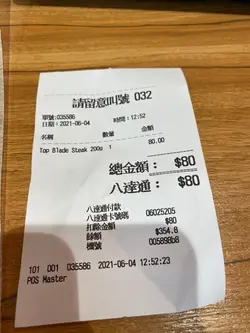 請留意叫號 032
單號:035586
日期：2021-06-04 時間：12:52
名稱 數量 金額
Top Blade Steak 200g 1 80.00
總金額： $80
八達通： $80
八達通付款
八達通卡號碼 06025205
扣除金額 $80
餘額 $354.8
機號 005898b8
101 001 035586 2021-06-04 12:52:23
POS Master